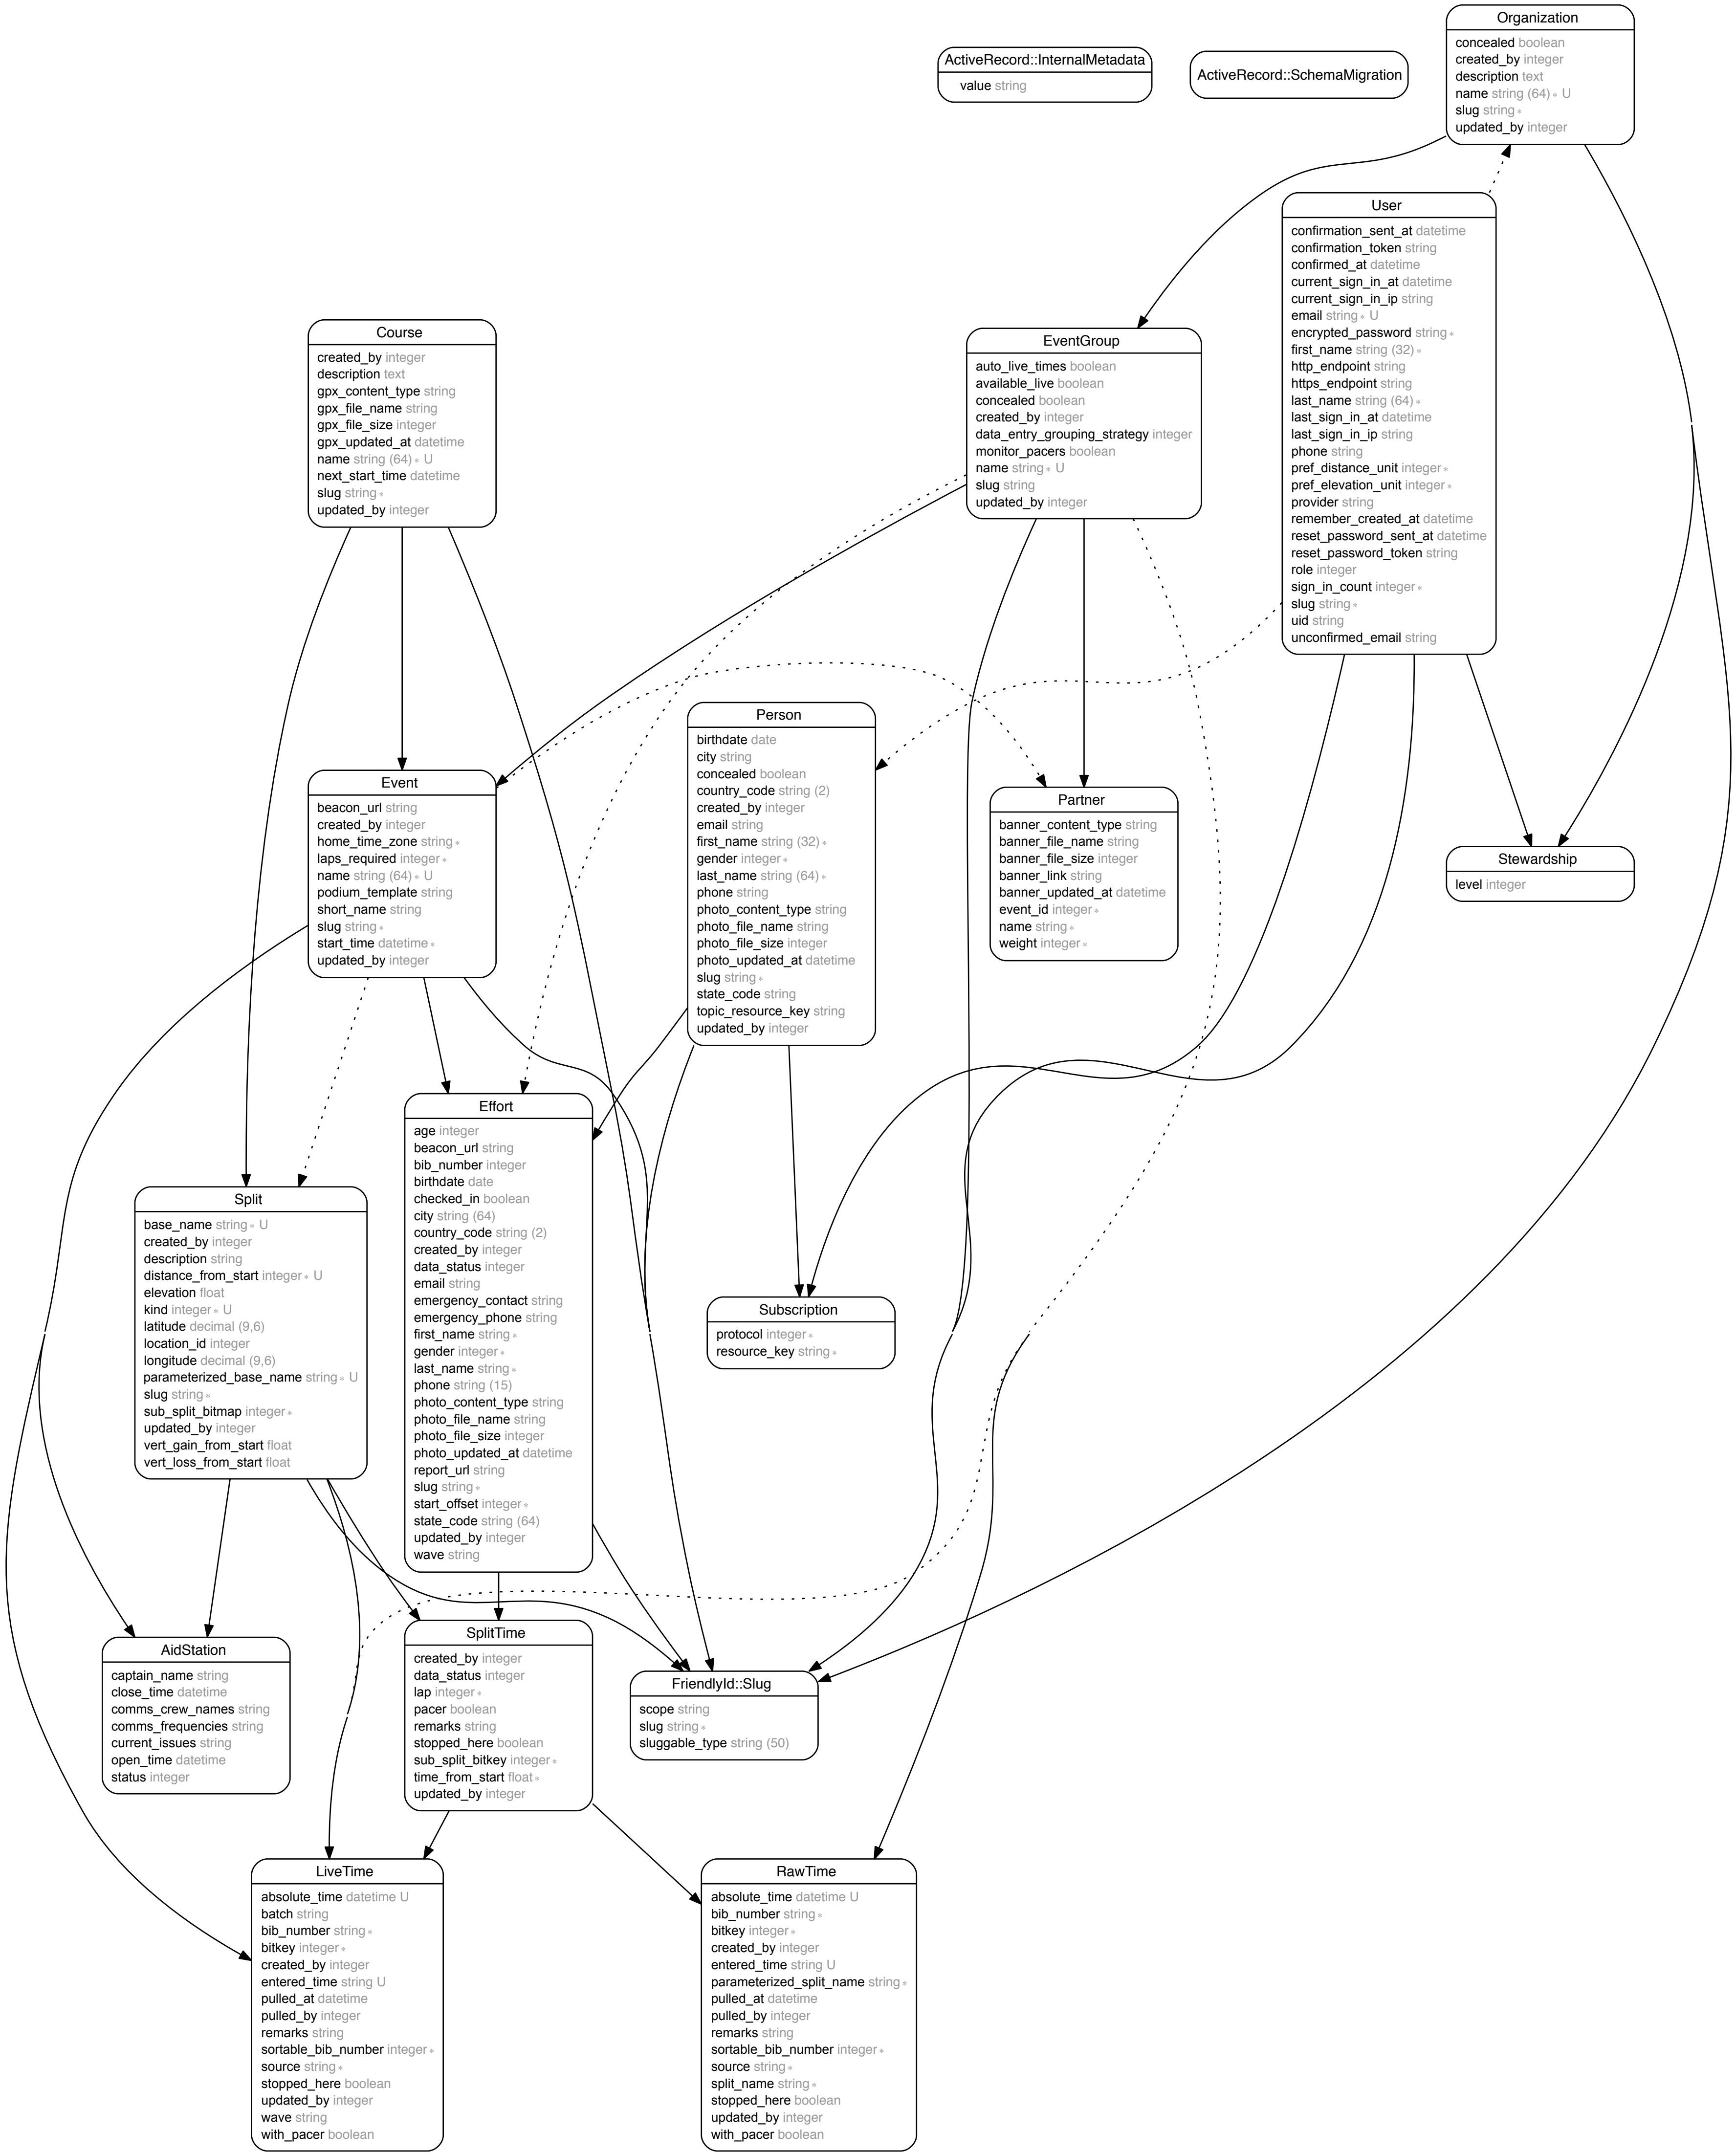 Organization
concealed boolean
created_by integer
description text
name string (64) ∗ U
slug string ∗
updated_by integer
ActiveRecord::InternalMetadata
value string
ActiveRecord::SchemaMigration
User
confirmation_sent_at datetime
confirmation_token string
confirmed_at datetime
current_sign_in_at datetime
current_sign_in_ip string
email string ∗ U
encrypted_password string ∗
first_name string (32) ∗
http_endpoint string
https_endpoint string
last_name string (64) ∗
last_sign_in_at datetime
last_sign_in_ip string
phone string
pref_distance_unit integer ∗
pref_elevation_unit integer ∗
provider string
remember_created_at datetime
reset_password_sent_at datetime
reset_password_token string
role integer
sign_in_count integer ∗
slug string ∗
uid string
unconfirmed_email string
Course
created_by integer
description text
gpx_content_type string
gpx_file_name string
gpx_file_size integer
gpx_updated_at datetime
name string (64) ∗ U
next_start_time datetime
slug string ∗
updated_by integer
EventGroup
auto_live_times boolean
available_live boolean
concealed boolean
created_by integer
data_entry_grouping_strategy integer
monitor_pacers boolean
name string ∗ U
slug string
updated_by integer
Person
birthdate date
city string
concealed boolean
country_code string (2)
created_by integer
email string
first_name string (32) ∗
gender integer ∗
last_name string (64) ∗
phone string
photo_content_type string
photo_file_name string
photo_file_size integer
photo_updated_at datetime
slug string ∗
state_code string
topic_resource_key string
updated_by integer
Event
beacon_url string
created_by integer
home_time_zone string ∗
laps_required integer ∗
name string (64) ∗ U
podium_template string
short_name string
slug string ∗
start_time datetime ∗
updated_by integer
Partner
banner_content_type string
banner_file_name string
banner_file_size integer
banner_link string
banner_updated_at datetime
event_id integer ∗
name string ∗
weight integer ∗
Stewardship
level integer
Effort
age integer
beacon_url string
bib_number integer
birthdate date
checked_in boolean
city string (64)
country_code string (2)
created_by integer
data_status integer
email string
emergency_contact string
emergency_phone string
first_name string ∗
gender integer ∗
last_name string ∗
phone string (15)
photo_content_type string
photo_file_name string
photo_file_size integer
photo_updated_at datetime
report_url string
slug string ∗
start_offset integer ∗
state_code string (64)
updated_by integer
wave string
Split
base_name string ∗ U
created_by integer
description string
distance_from_start integer ∗ U
elevation float
kind integer ∗ U
latitude decimal (9,6)
location_id integer
longitude decimal (9,6)
parameterized_base_name string ∗ U
slug string ∗
sub_split_bitmap integer ∗
updated_by integer
vert_gain_from_start float
vert_loss_from_start float
Subscription
protocol integer ∗
resource_key string ∗
AidStation
captain_name string
close_time datetime
comms_crew_names string
comms_frequencies string
current_issues string
open_time datetime
status integer
SplitTime
created_by integer
data_status integer
lap integer ∗
pacer boolean
remarks string
stopped_here boolean
sub_split_bitkey integer ∗
time_from_start float ∗
updated_by integer
FriendlyId::Slug
scope string
slug string ∗
sluggable_type string (50)
LiveTime
absolute_time datetime U
batch string
bib_number string ∗
bitkey integer ∗
created_by integer
entered_time string U
pulled_at datetime
pulled_by integer
remarks string
sortable_bib_number integer ∗
source string ∗
stopped_here boolean
updated_by integer
wave string
with_pacer boolean
RawTime
absolute_time datetime U
bib_number string ∗
bitkey integer ∗
created_by integer
entered_time string U
parameterized_split_name string ∗
pulled_at datetime
pulled_by integer
remarks string
sortable_bib_number integer ∗
source string ∗
split_name string ∗
stopped_here boolean
updated_by integer
with_pacer boolean